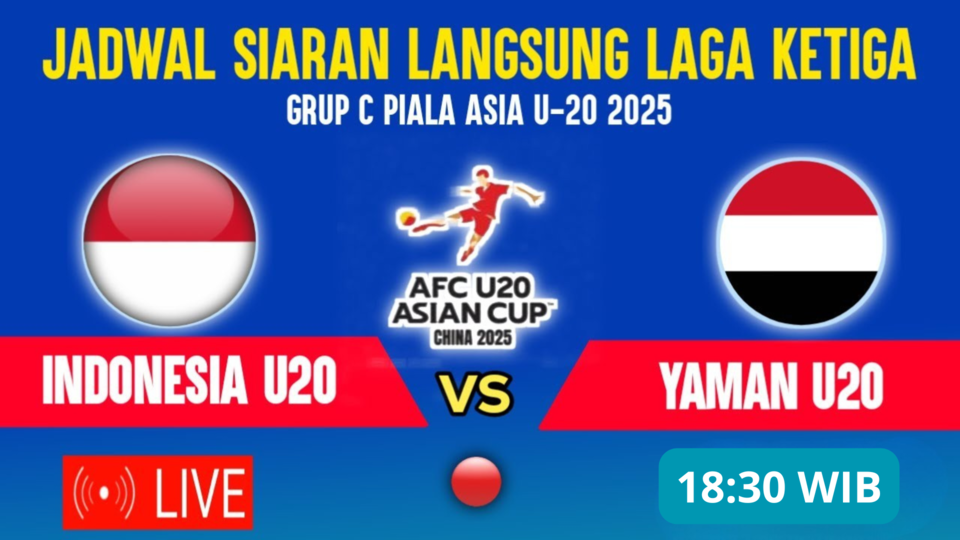 JADWAL SIARAN LANGSUNG LAGA KETIGA
GRUP C PIALA ASIA U-20 2025
AFC U20
ASIAN CUP™
CHINA 2025
INDONESIA U20
VS
YAMAN U20
LIVE
18:30 WIB